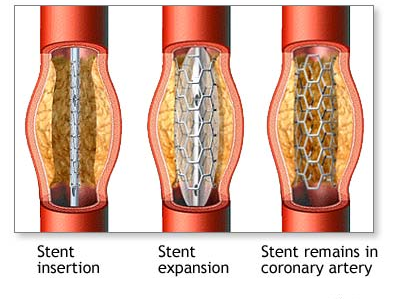 Stent
insertion
Stent
expansion
Stent remains in
coronary artery